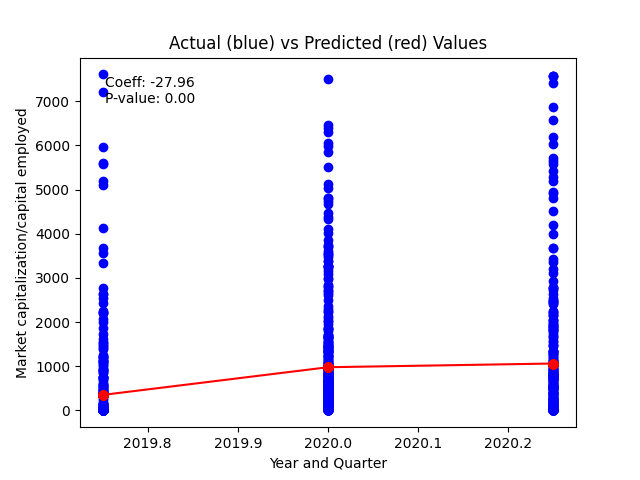 Actual (blue) vs Predicted (red) Values
Coeff: -27.96
P-value: 0.00
Market capitalization/capital employed
7000
6000
5000
4000
3000
2000
1000
0
2019.8 2019.9 2020.0 2020.1 2020.2
Year and Quarter